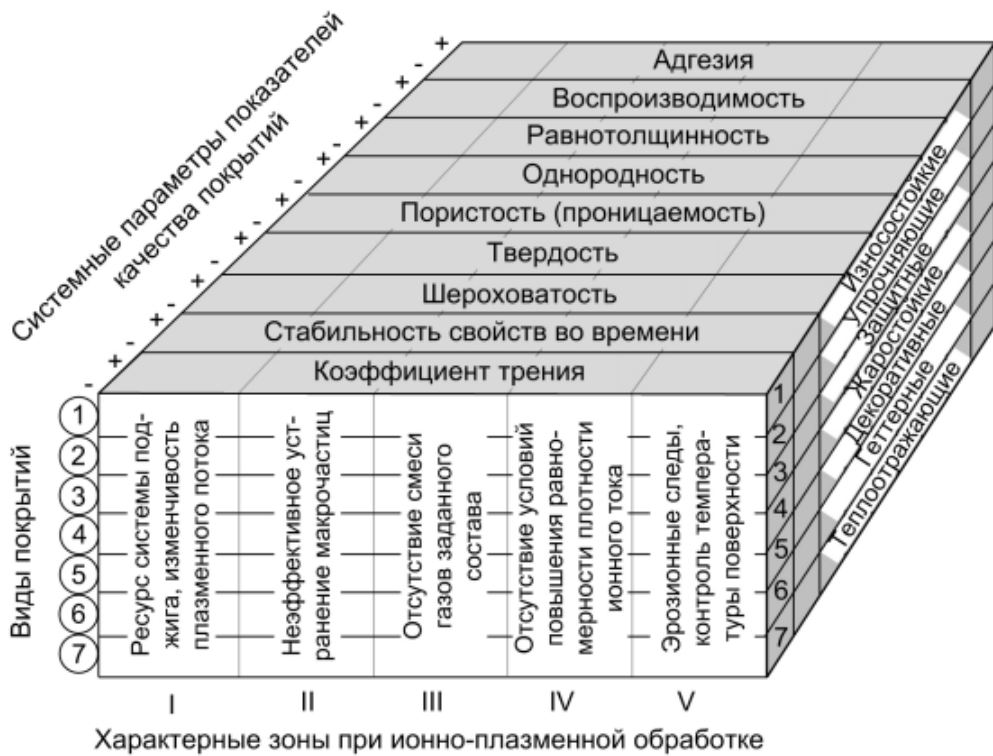 Системные параметры показателей
качества покрытий
+
- Адгезия
+
- Воспроизводимость
+
- Равнотолщинность
+
- Однородность
+
- Пористость (проницаемость)
+
- Твердость
+
- Шероховатость
+
- Стабильность свойств во времени
+
- Коэффициент трения
Виды покрытий
1
2
3
4
5
6
7
Ресурс системы под-
жига, изменчивость
плазменного потока
Неэффективное уст-
ранение макрочастиц
Отсутствие смеси
газов заданного
состава
Отсутствие условий
повышения равно-
мерности плотности
ионного тока
Эрозионные следы,
контроль темпера-
туры поверхности
1
2
3
4
5
6
7
Износостойкие
Упрочняющие
Защитные
Жаростойкие
Декоративные
Геттерные
Теплоотражающие
I II III IV V
Характерные зоны при ионно-плазменной обработке